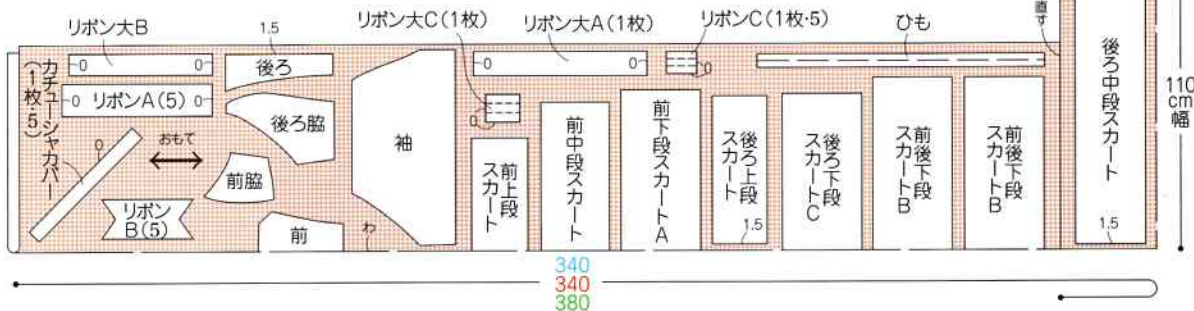 リボン大B
1.5
リボン大C(1枚)
リボン大A(1枚)
リボンC(1枚・5)
ひも
直す
カチューシャカバー
(1枚・5)
0
0
後ろ
0
0
0
後ろ中段スカート
110cm幅
0
リボンA(5)
0
0
後ろ脇
0
おもて
袖
前中段スカート
前下段スカートA
後ろ上段
スカート
後ろ下段
スカートC
前後下段
スカートB
前後下段
スカートB
前上段
スカート
前脇
リボン
B(5)
前
わ
1.5
1.5
340
340
380